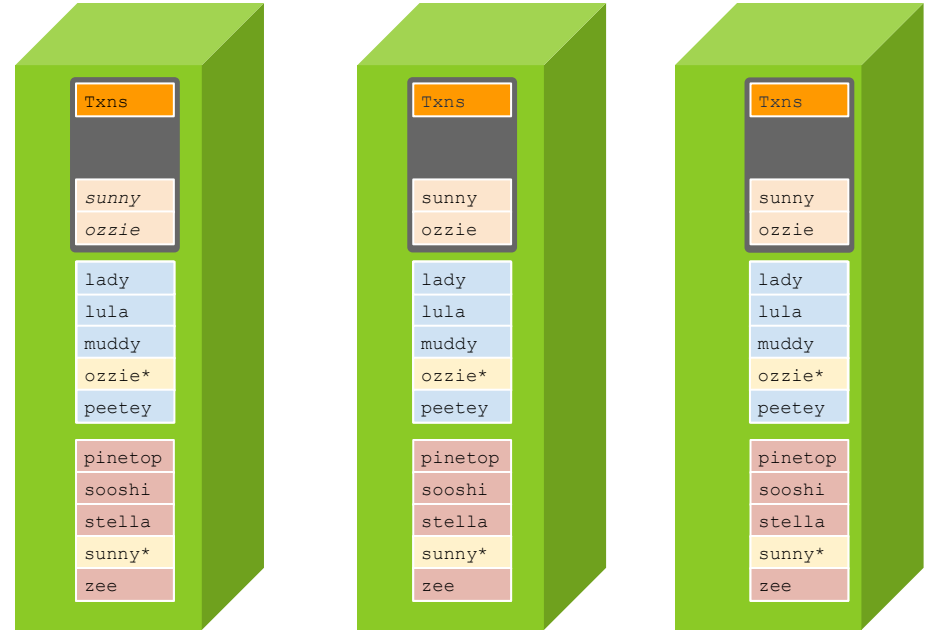 Txns
sunny
ozzie
lady
lula
muddy
ozzie*
peetey
pinetop
sooshi
stella
sunny*
zee
Txns
sunny
ozzie
lady
lula
muddy
ozzie*
peetey
pinetop
sooshi
stella
sunny*
zee
Txns
sunny
ozzie
lady
lula
muddy
ozzie*
peetey
pinetop
sooshi
stella
sunny*
zee